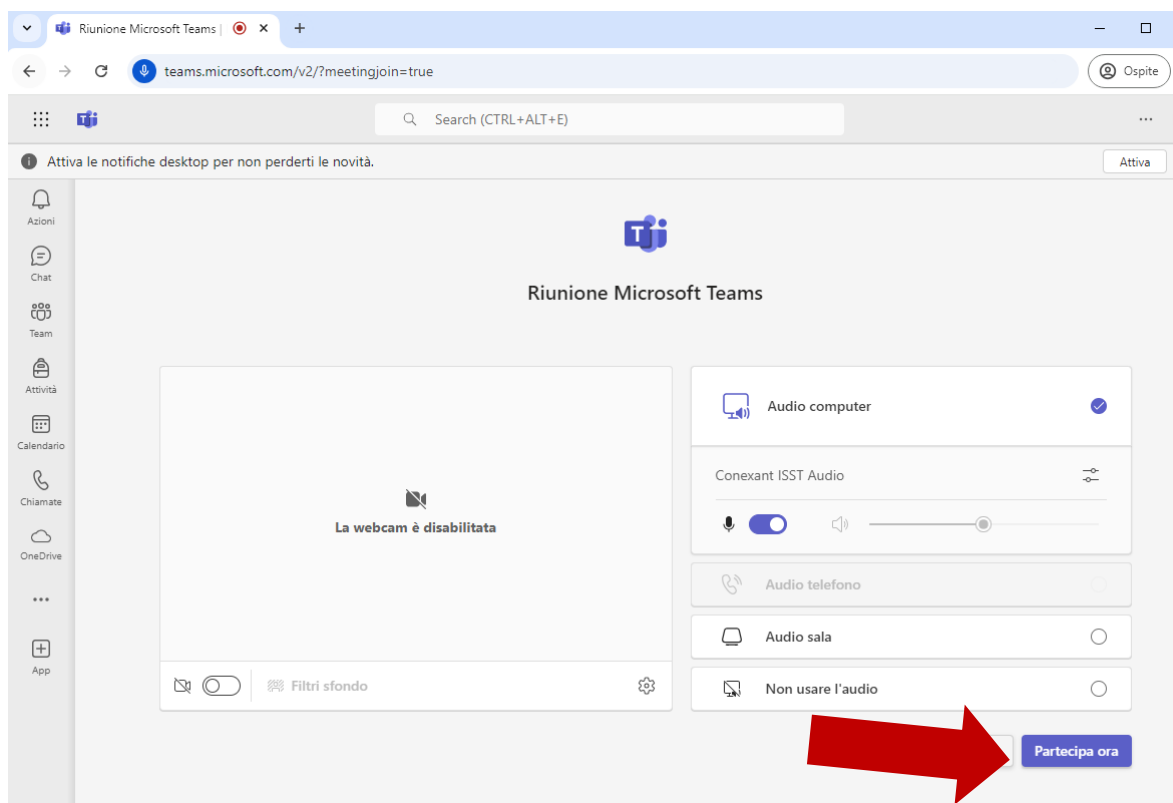 Riunione Microsoft Teams |
teams.microsoft.com/v2/?meetingjoin=true
Ospite
Search (CTRL+ALT+E)
Attiva le notifiche desktop per non perderti le novità.
Attiva
Azioni
Chat
Team
Attività
Calendario
Chiamate
OneDrive
App
Riunione Microsoft Teams
La webcam è disabilitata
Filtri sfondo
Audio computer
Conexant ISST Audio
Audio telefono
Audio sala
Non usare l'audio
Partecipa ora